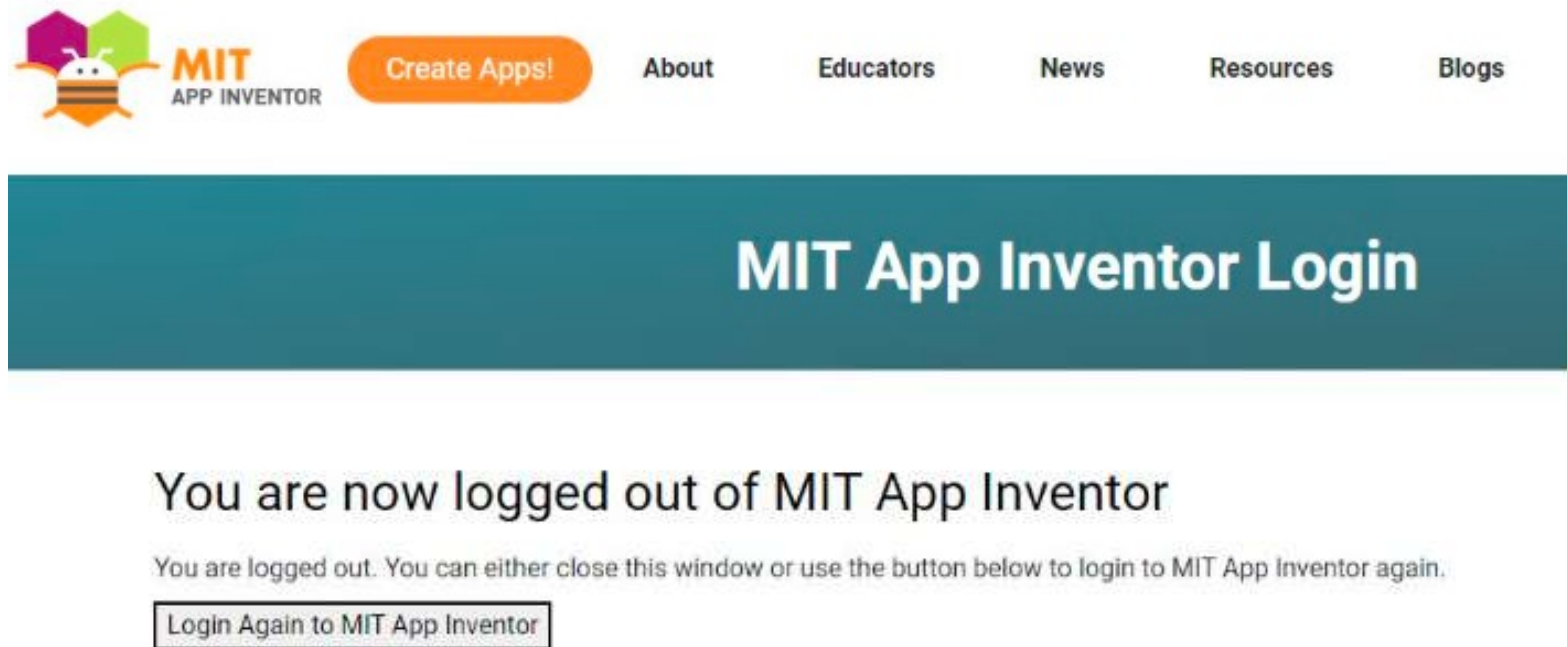 MIT
APP INVENTOR
Create Apps!
About
Educators
News
Resources
Blogs
MIT App Inventor Login
You are now logged out of MIT App Inventor
You are logged out. You can either close this window or use the button below to login to MIT App Inventor again.
Login Again to MIT App Inventor